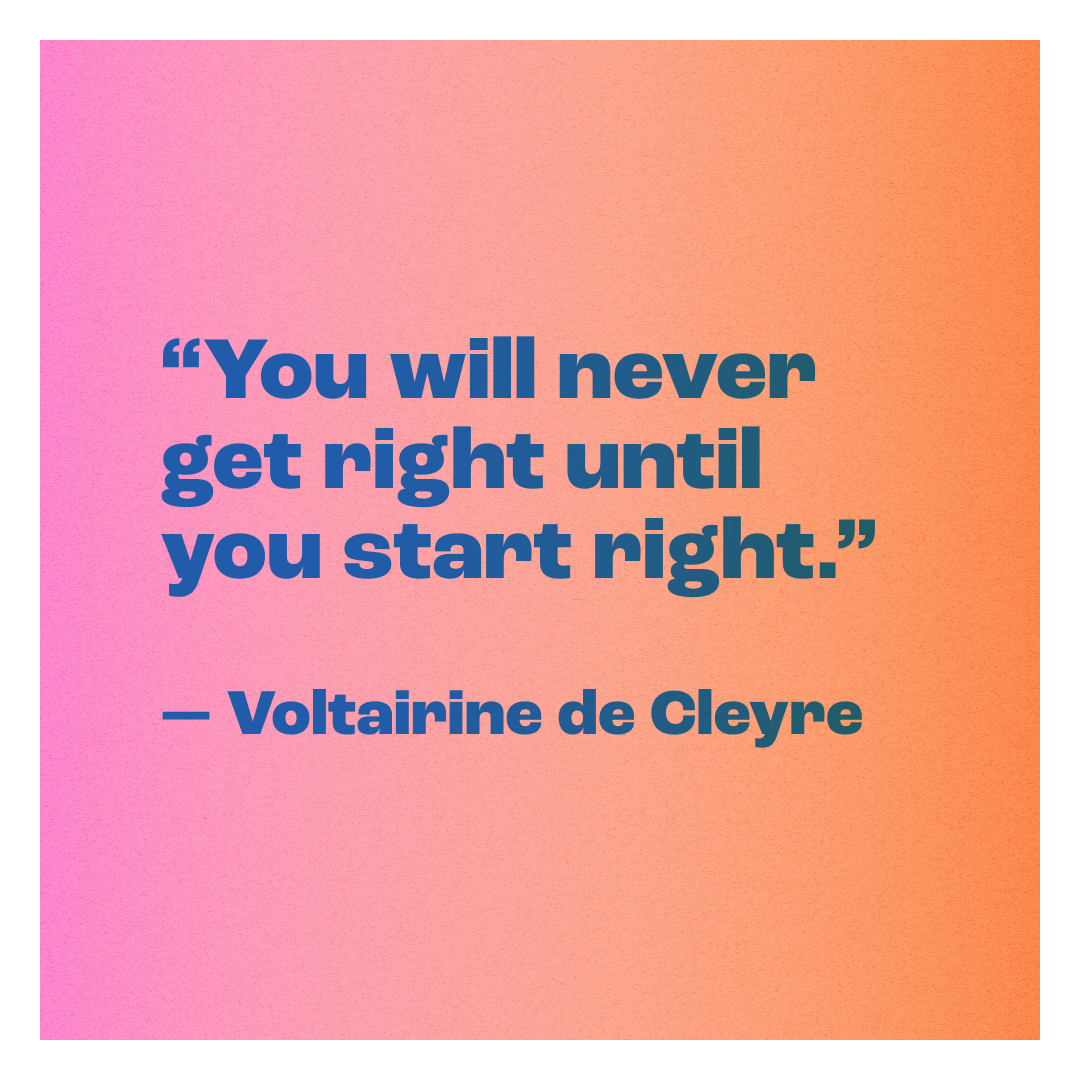 “You will never
get right until
you start right.”
— Voltairine de Cleyre